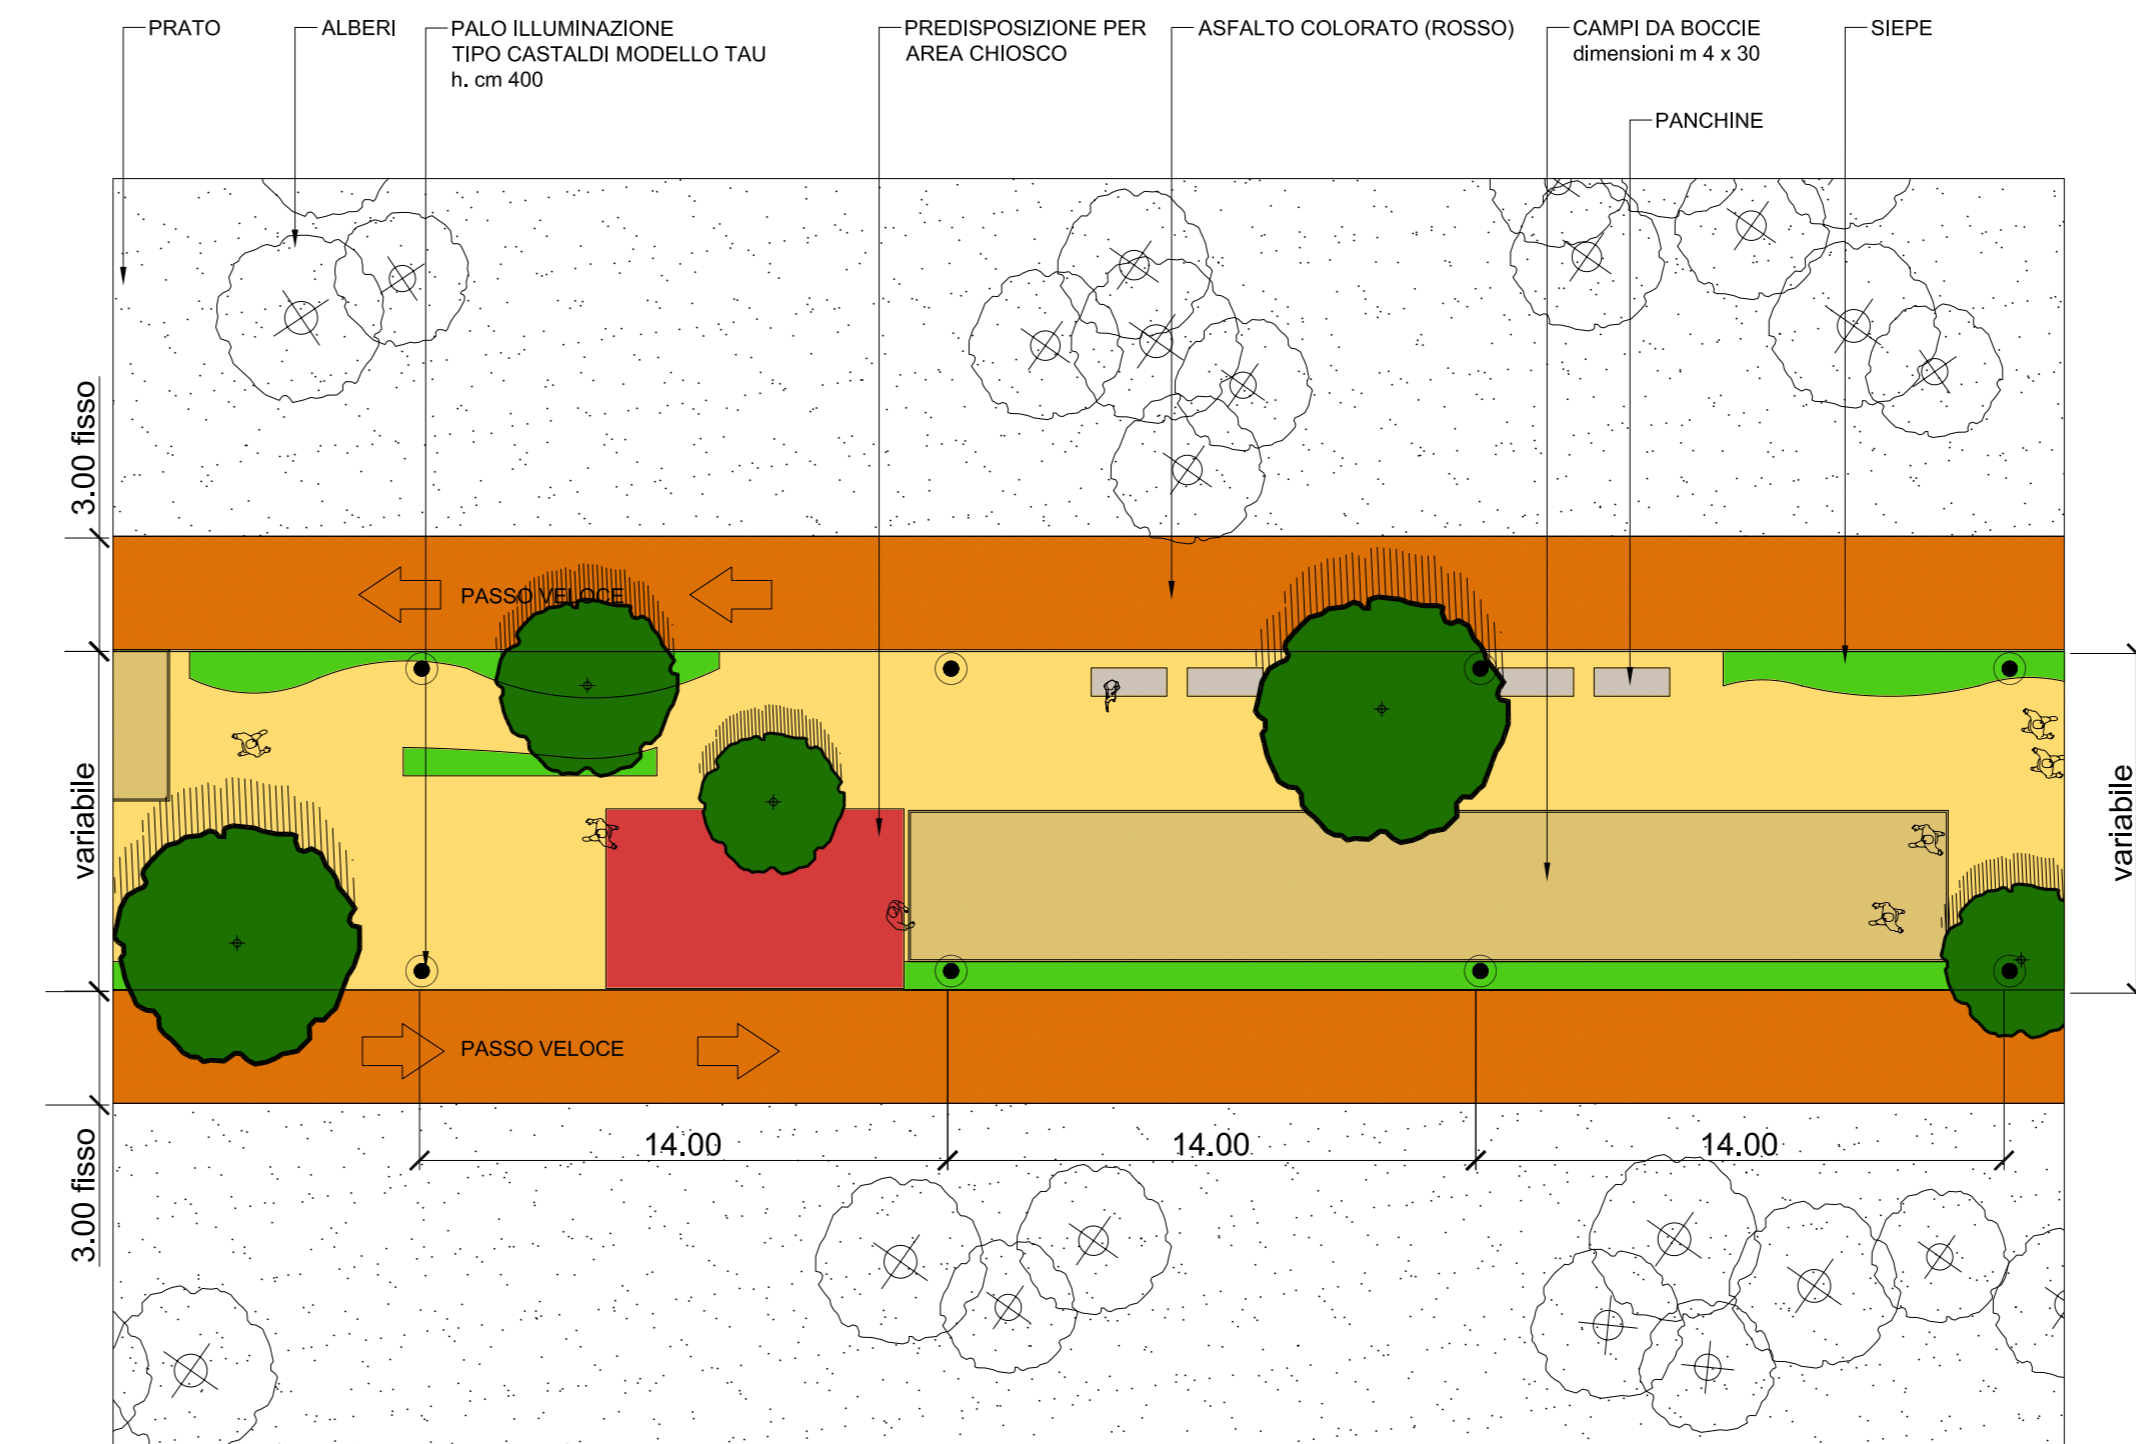 PRATO
ALBERI
PALO ILLUMINAZIONE
TIPO CASTALDI MODELLO TAU
h. cm 400
PREDISPOSIZIONE PER
AREA CHIOSCO
ASFALTO COLORATO (ROSSO)
CAMPI DA BOCCIE
dimensioni m 4 x 30
SIEPE
PANCHINE
3.00 fisso
PASSO VELOCE
variabile
variabile
PASSO VELOCE
3.00 fisso
14.00
14.00
14.00